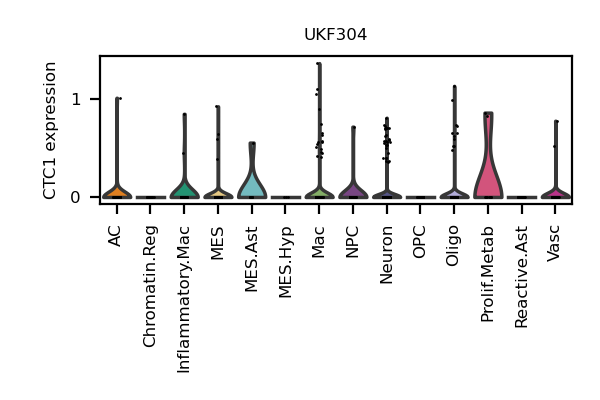 UKF304
CTC1 expression
1
0
AC
Chromatin.Reg
Inflammatory.Mac
MES
MES.Ast
MES.Hyp
Mac
NPC
Neuron
OPC
Oligo
Prolif.Metab
Reactive.Ast
Vasc